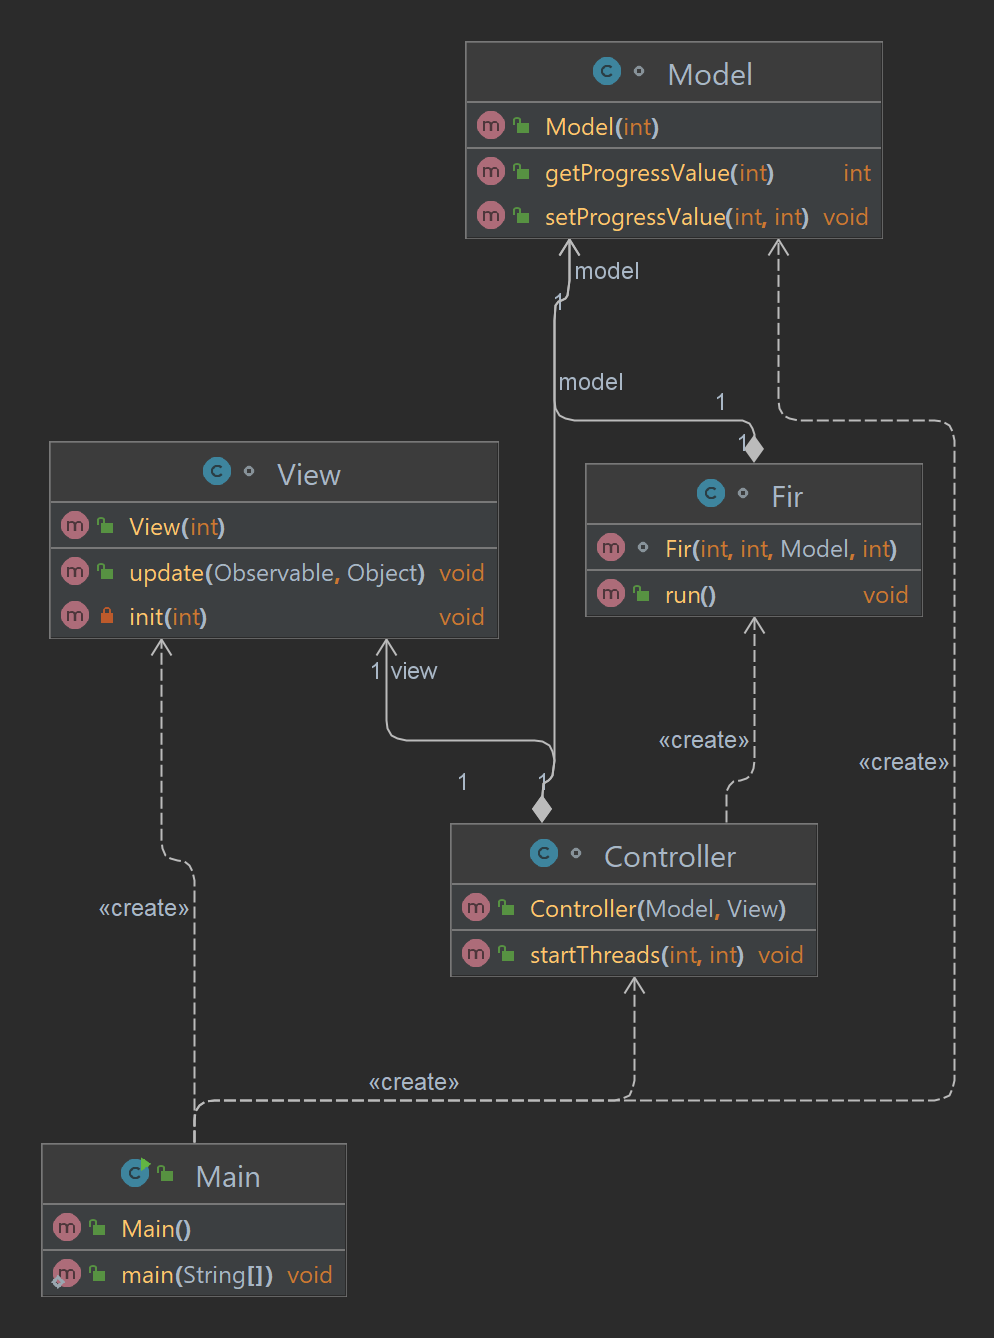 Model
Model(int)
getProgressValue(int) int
setProgressValue(int, int) void
model
1
model
1
1
View
View(int)
update(Observable, Object) void
init(int) void
Fir
Fir(int, int, Model, int)
run() void
1 view
«create»
«create»
1
1
Controller
Controller(Model, View)
startThreads(int, int) void
«create»
«create»
Main
Main()
main(String[]) void